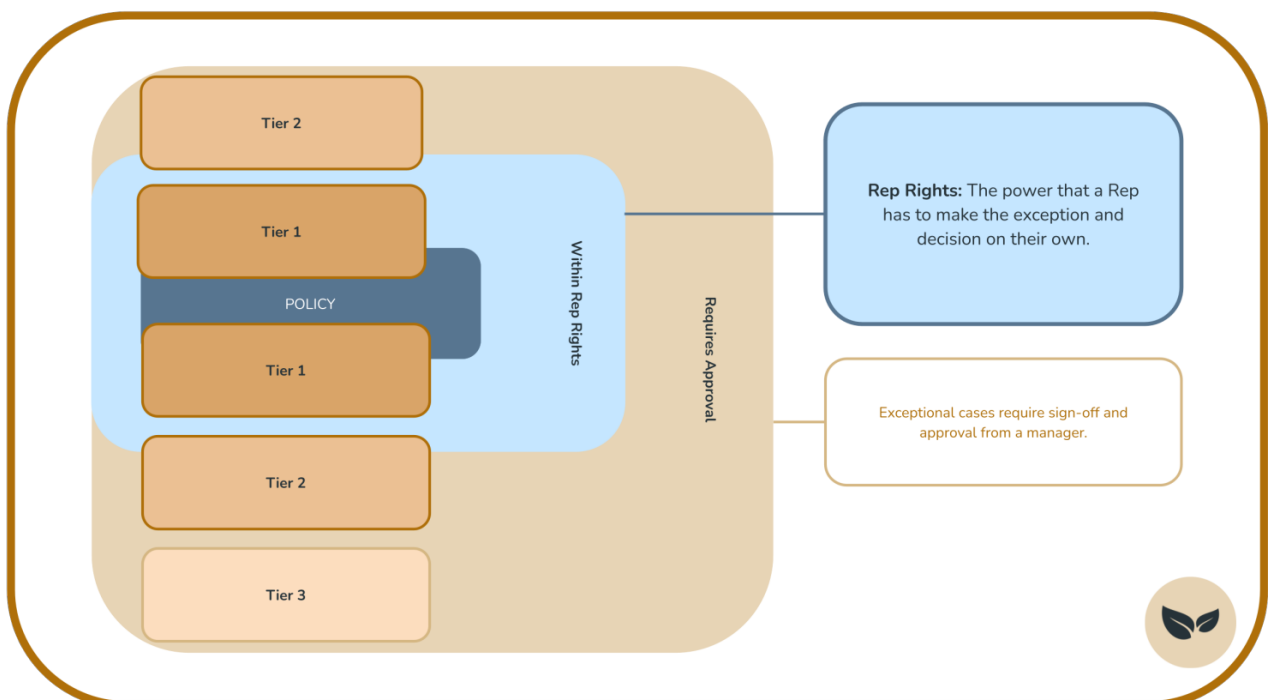 Tier 2
Tier 1
POLICY
Tier 1
Tier 2
Tier 3
Within Rep Rights
Requires Approval
Rep Rights: The power that a Rep
has to make the exception and
decision on their own.
Exceptional cases require sign-off and
approval from a manager.